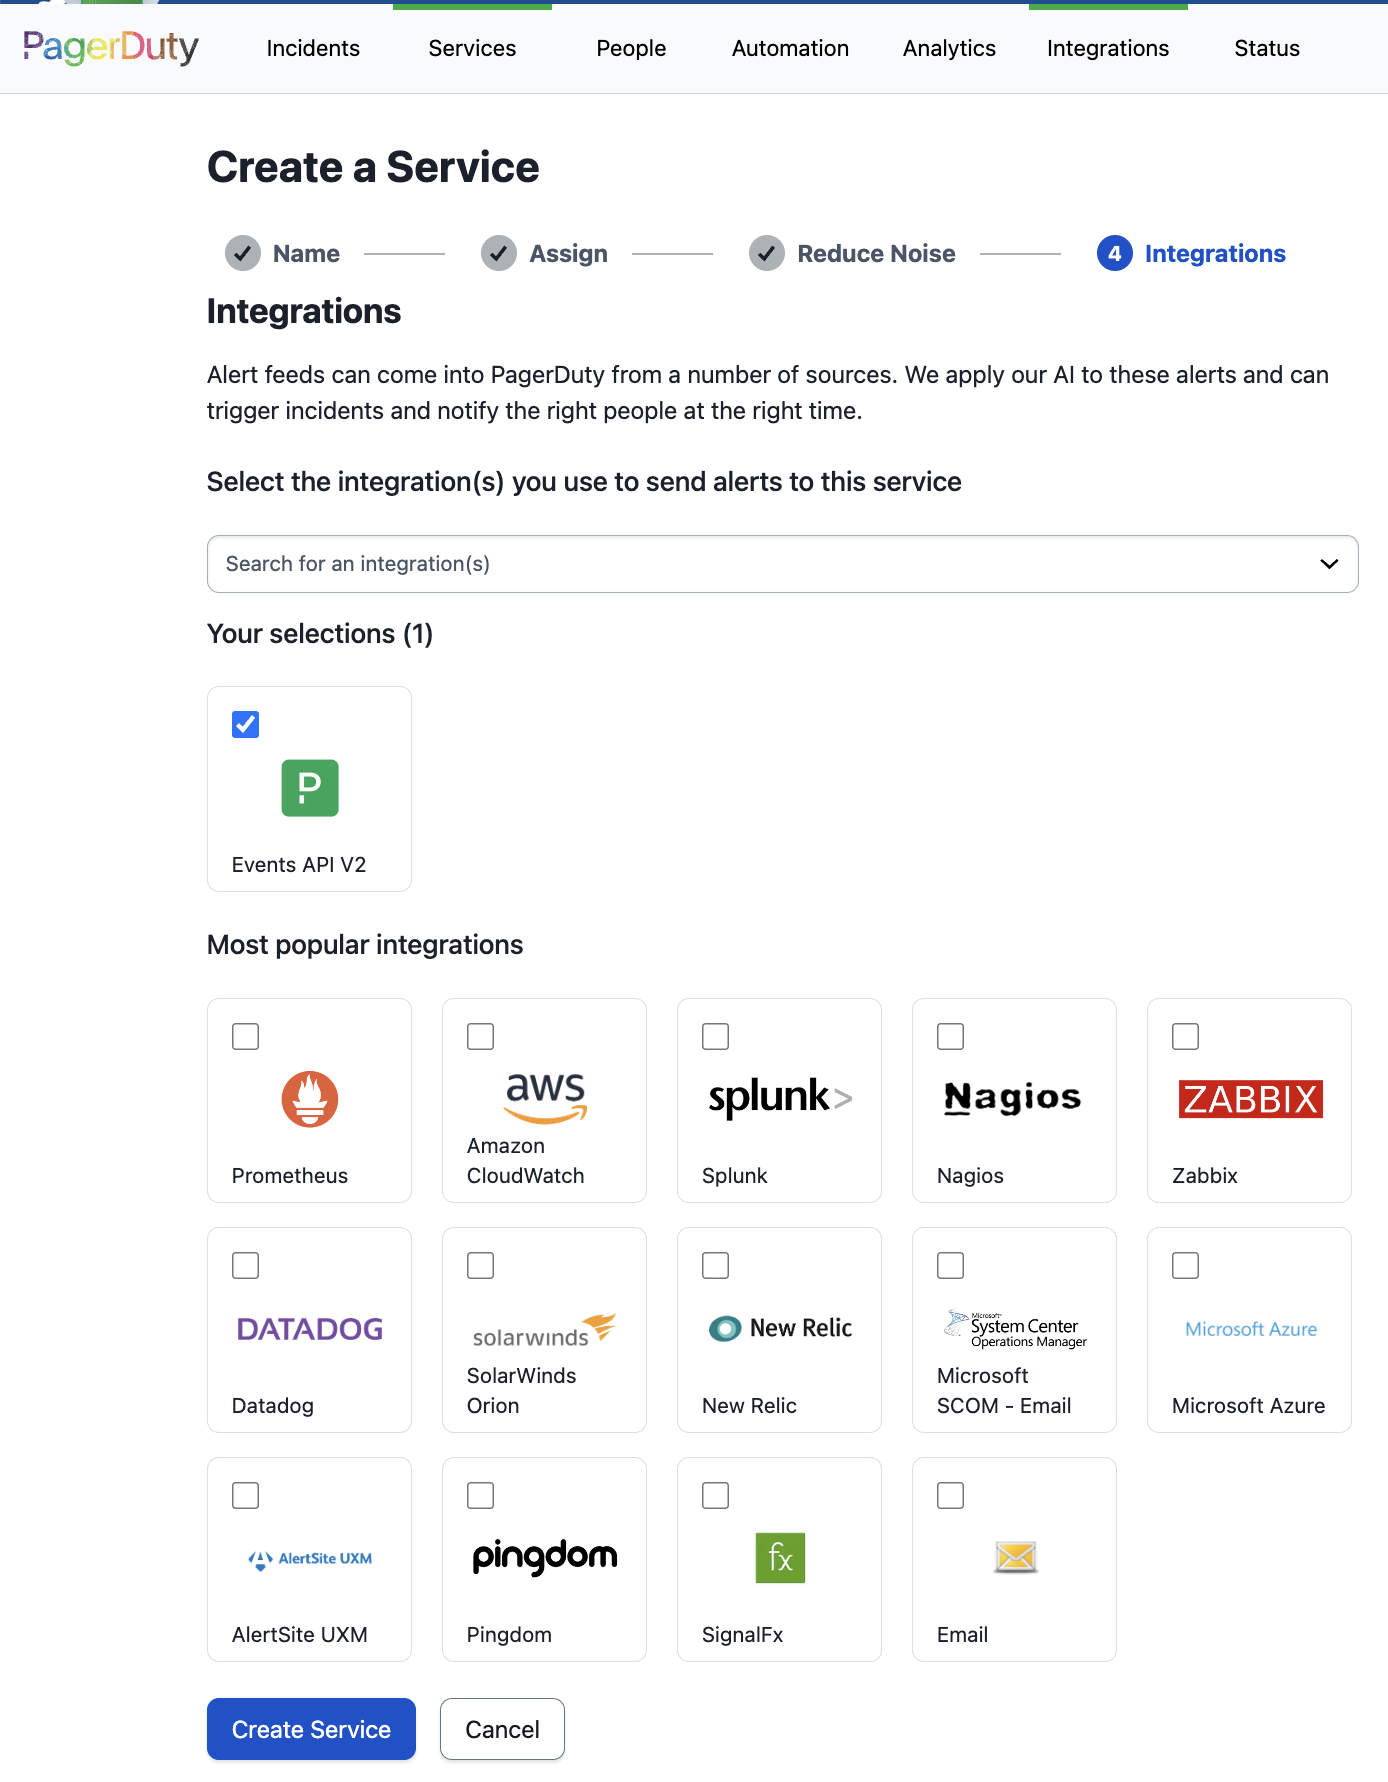 PagerDuty
Incidents
Services
People
Automation
Analytics
Integrations
Status
Create a Service
Name
Assign
Reduce Noise
4 Integrations
Integrations
Alert feeds can come into PagerDuty from a number of sources. We apply our AI to these alerts and can
trigger incidents and notify the right people at the right time.
Select the integration(s) you use to send alerts to this service
Search for an integration(s)
Your selections (1)
P
Events API V2
Most popular integrations
Prometheus
aws
Amazon
CloudWatch
splunk>
Splunk
Nagios
Nagios
ZABBIX
Zabbix
DATADOG
Datadog
solarwinds
SolarWinds
Orion
New Relic
New Relic
Microsoft
System Center
Operations Manager
Microsoft
SCOM - Email
Microsoft Azure
Microsoft Azure
AlertSite UXM
AlertSite UXM
pingdom
Pingdom
fx
SignalFx
Email
Create Service
Cancel